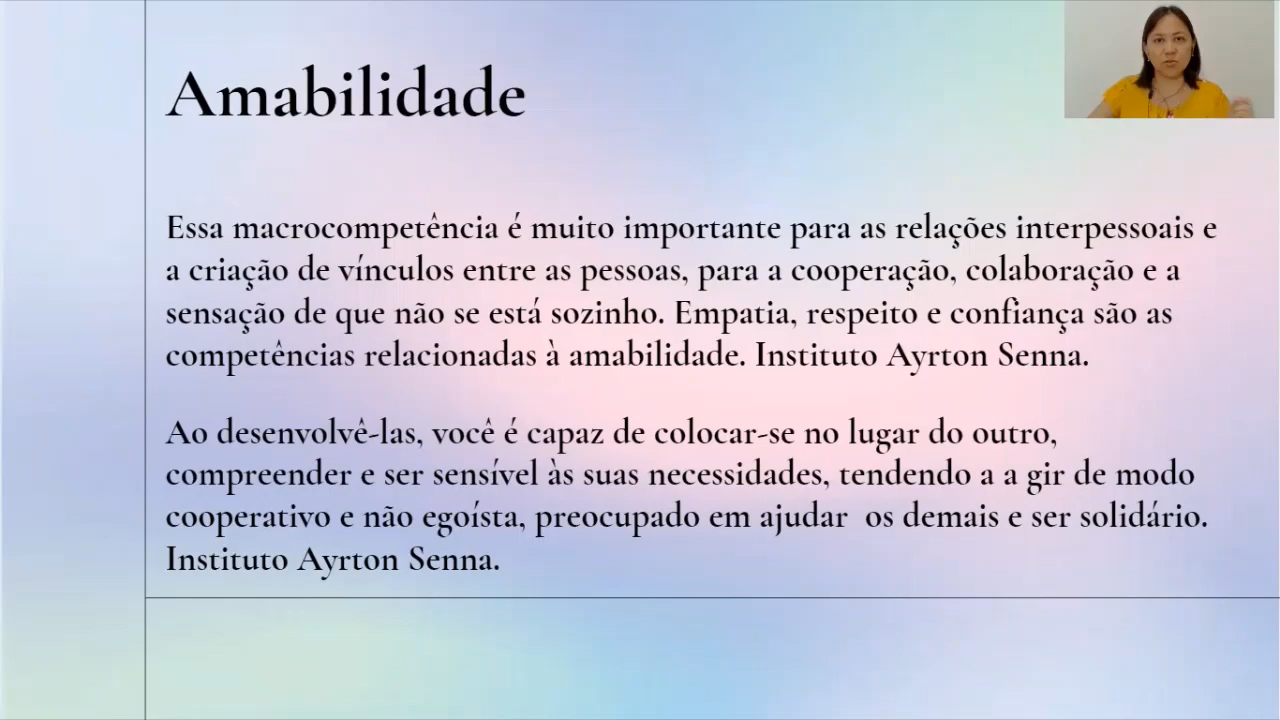 Amabilidade
Essa macrocompetência é muito importante para as relações interpessoais e
a criação de vínculos entre as pessoas, para a cooperação, colaboração e a
sensação de que não se está sozinho. Empatia, respeito e confiança são as
competências relacionadas à amabilidade. Instituto Ayrton Senna.
Ao desenvolvê-las, você é capaz de colocar-se no lugar do outro,
compreender e ser sensível às suas necessidades, tendendo a a gir de modo
cooperativo e não egoísta, preocupado em ajudar  os demais e ser solidário.
Instituto Ayrton Senna.